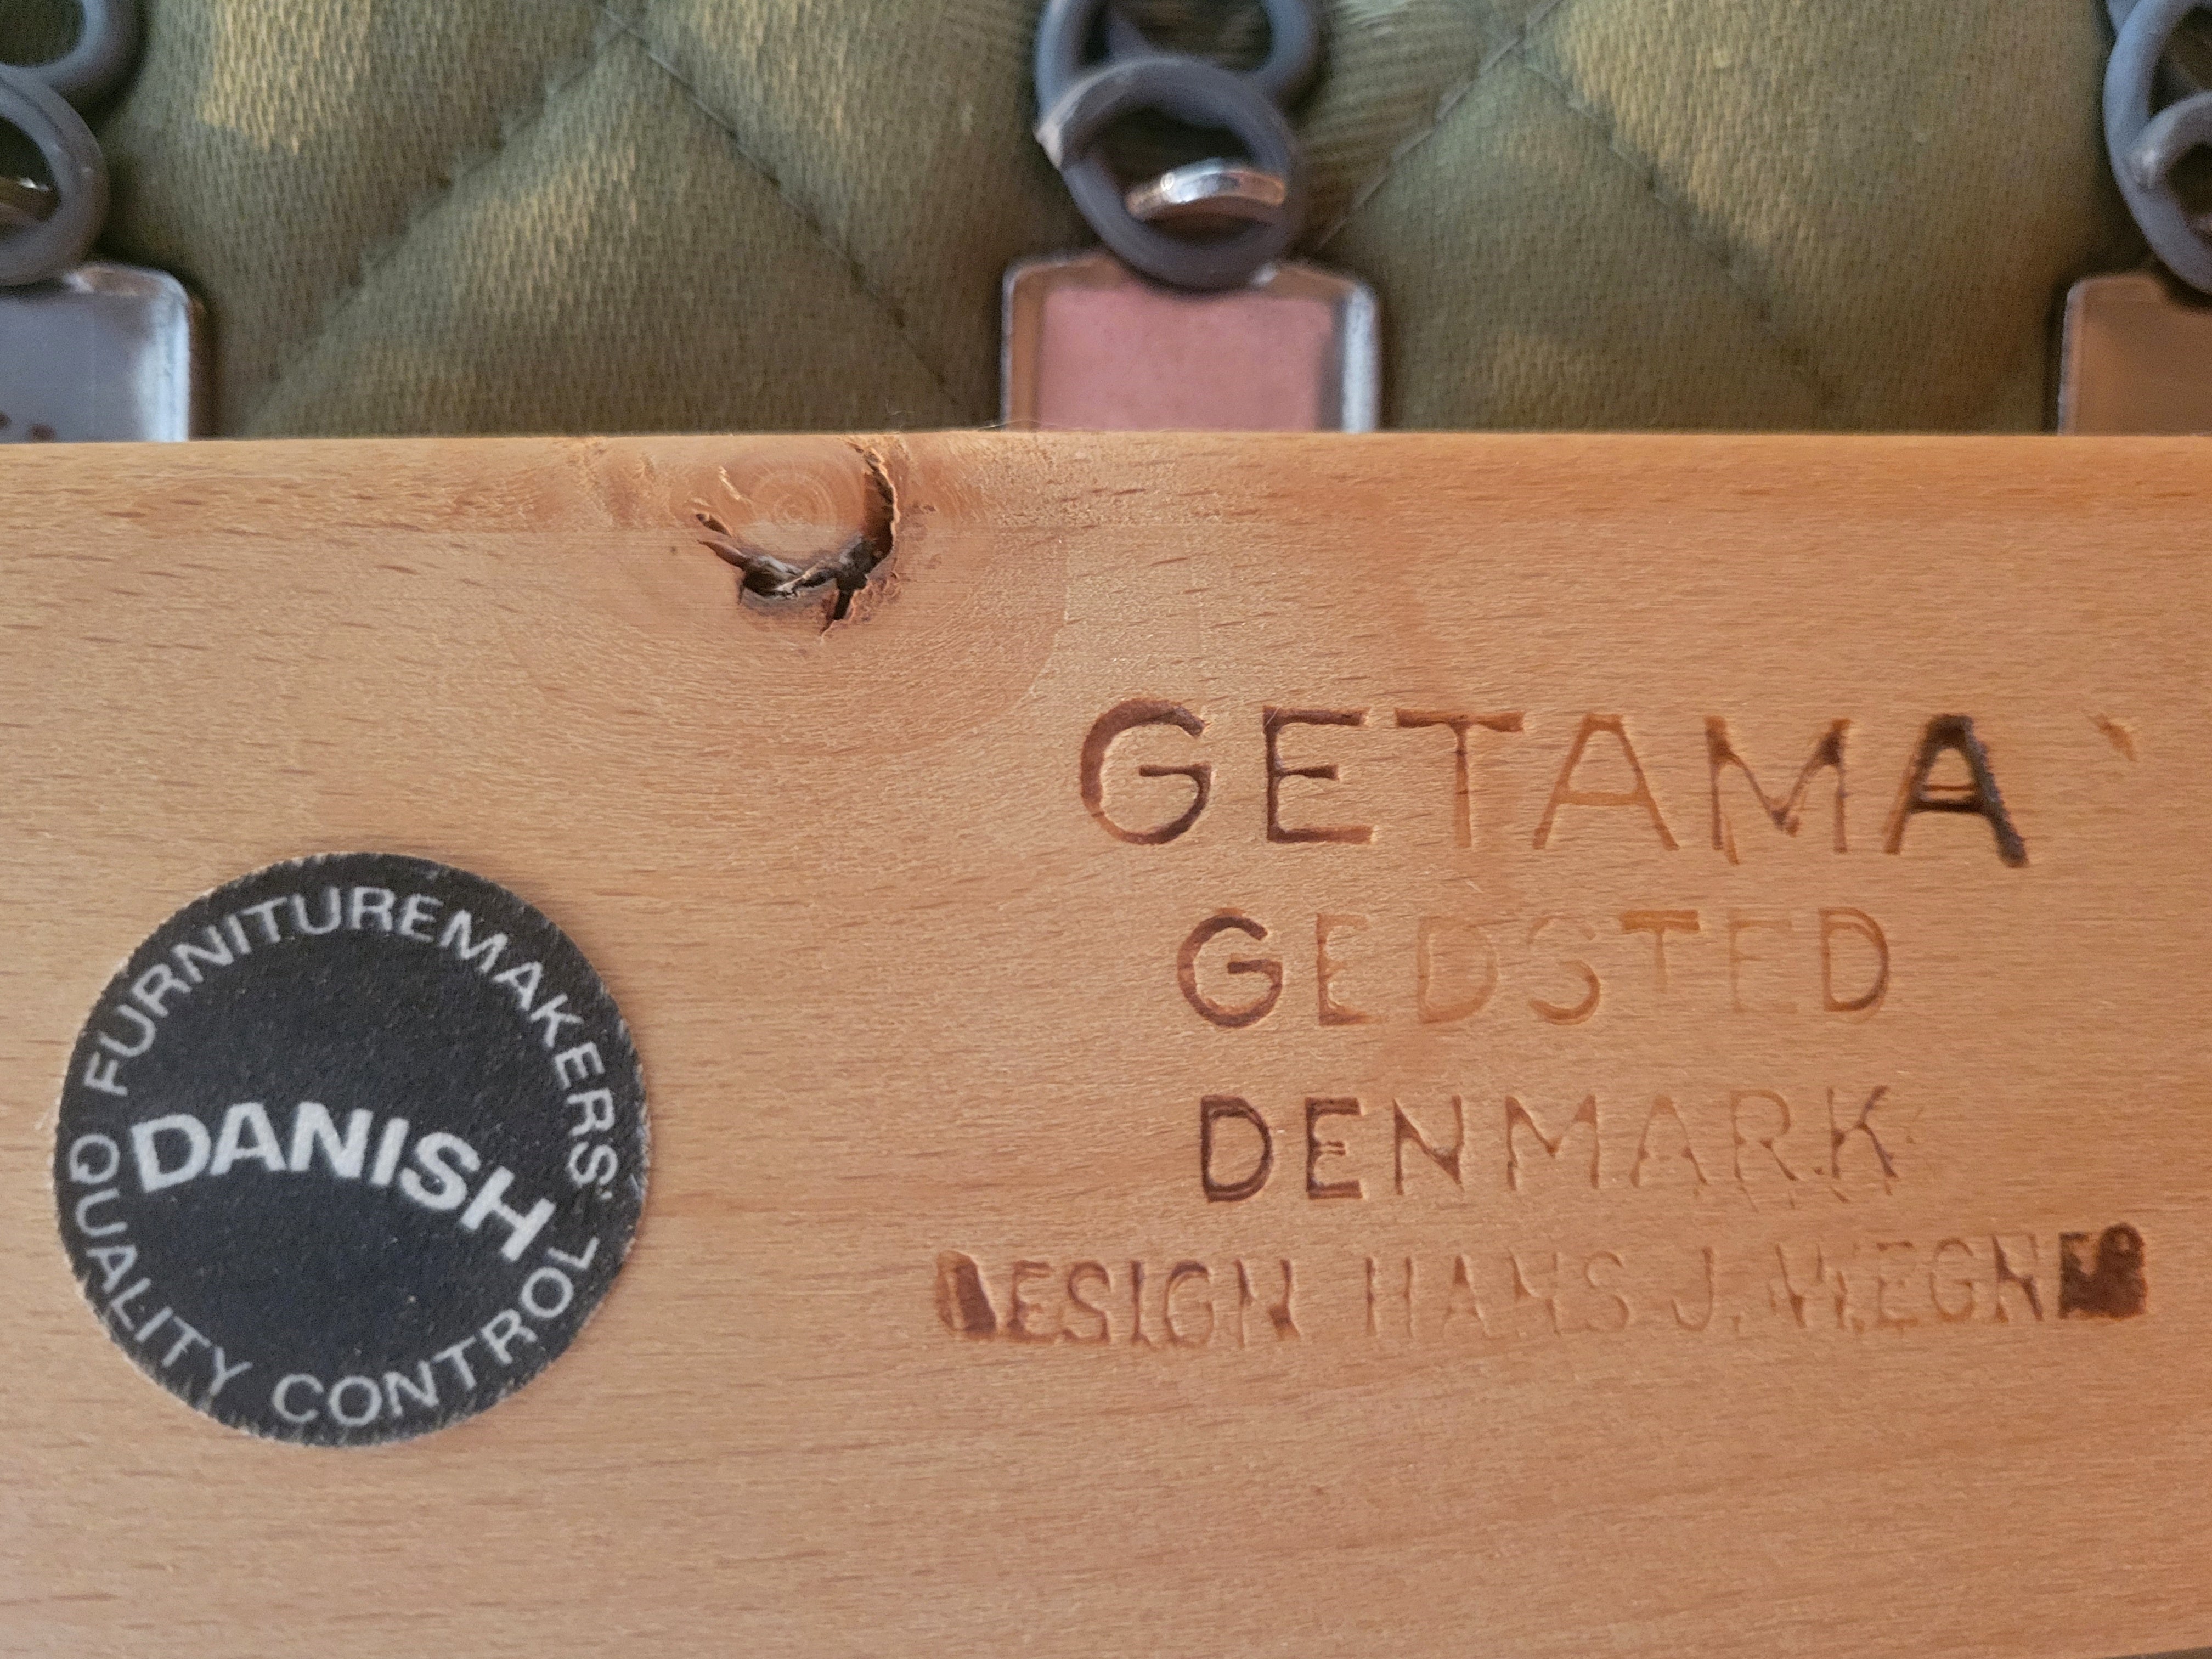 FURNITUREMAKERS'
DANISH
QUALITY CONTROL
GETAMA
GEDSTED
DENMARK
DESIGN HANS J. WEGNER